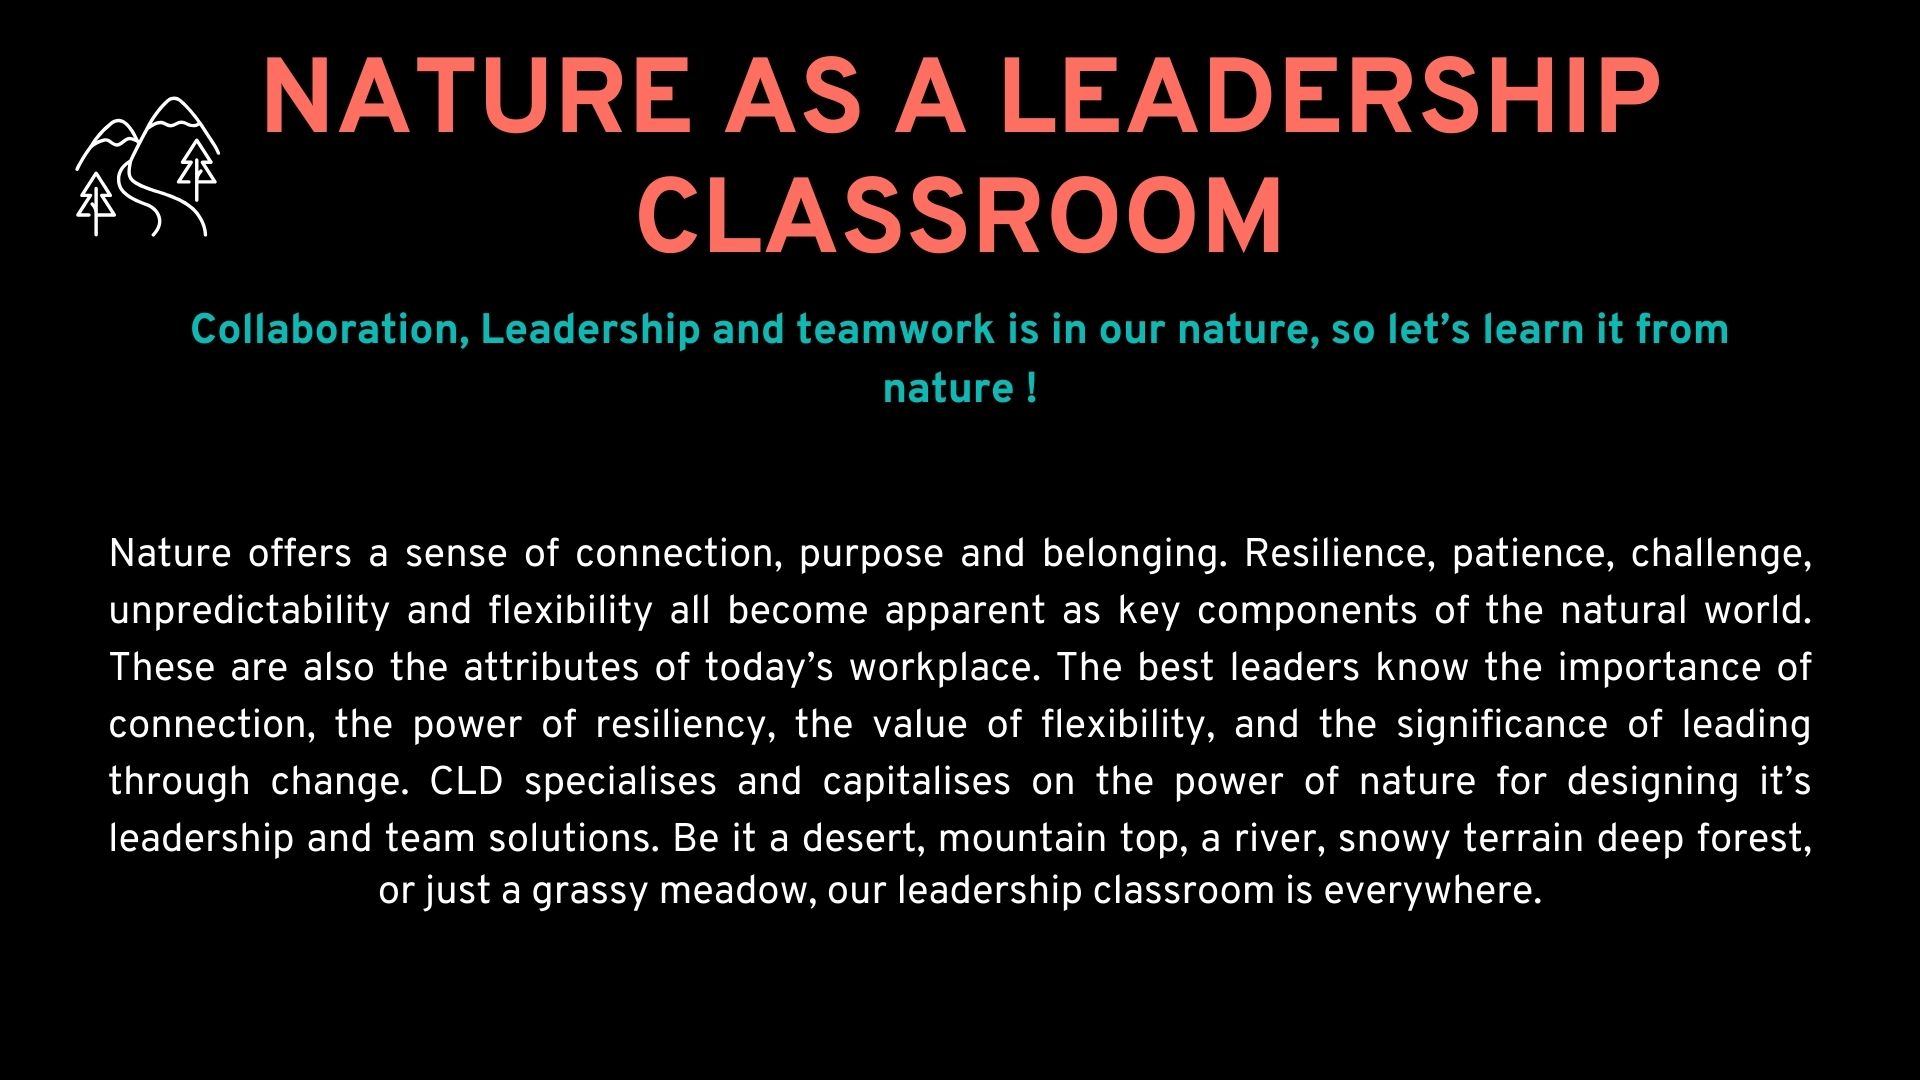 NATURE AS A LEADERSHIP
CLASSROOM
Collaboration, Leadership and teamwork is in our nature, so let’s learn it from
nature !
Nature offers a sense of connection, purpose and belonging. Resilience, patience, challenge,
unpredictability and flexibility all become apparent as key components of the natural world.
These are also the attributes of today’s workplace. The best leaders know the importance of
connection, the power of resiliency, the value of flexibility, and the significance of leading
through change. CLD specialises and capitalises on the power of nature for designing it’s
leadership and team solutions. Be it a desert, mountain top, a river, snowy terrain deep forest,
or just a grassy meadow, our leadership classroom is everywhere.